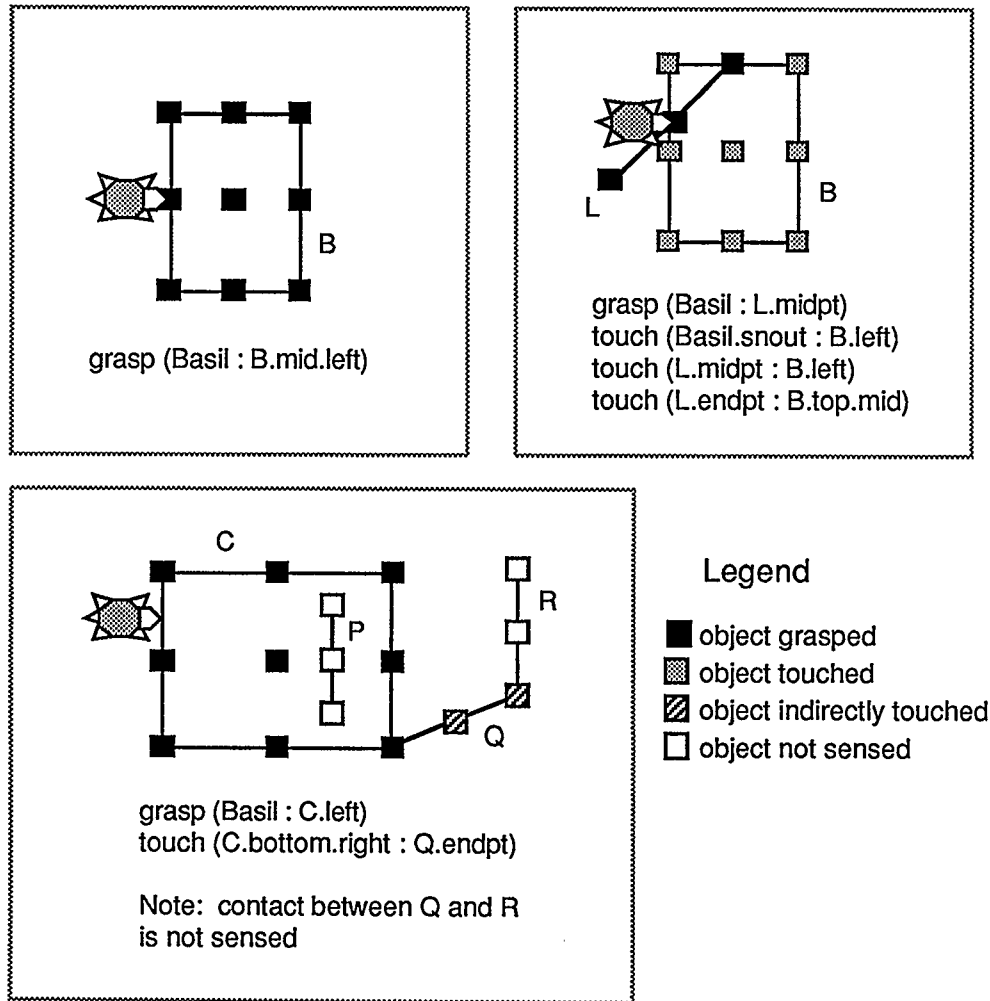 B
grasp (Basil : B.mid.left)
L
B
grasp (Basil : L.midpt)
touch (Basil.snout : B.left)
touch (L.midpt : B.left)
touch (L.endpt : B.top.mid)
C
P
R
Q
grasp (Basil : C.left)
touch (C.bottom.right : Q.endpt)
Note: contact between Q and R
is not sensed
Legend
object grasped
object touched
object indirectly touched
object not sensed